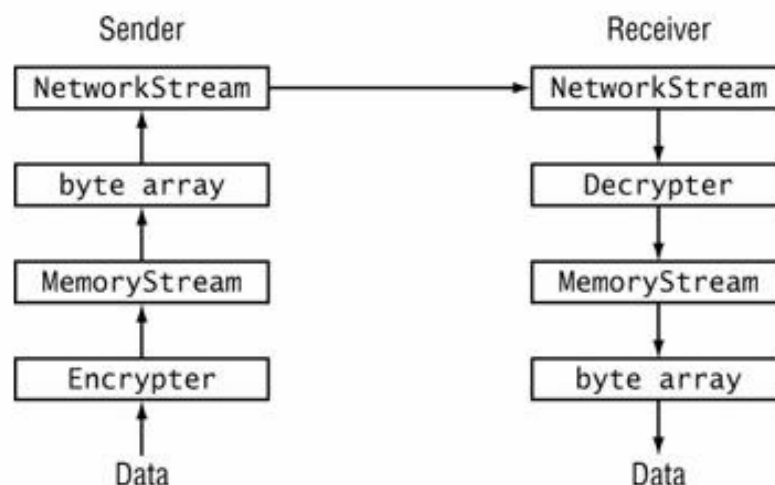 Sender
Receiver
NetworkStream
NetworkStream
byte array
Decrypter
MemoryStream
MemoryStream
Encrypter
byte array
Data
Data